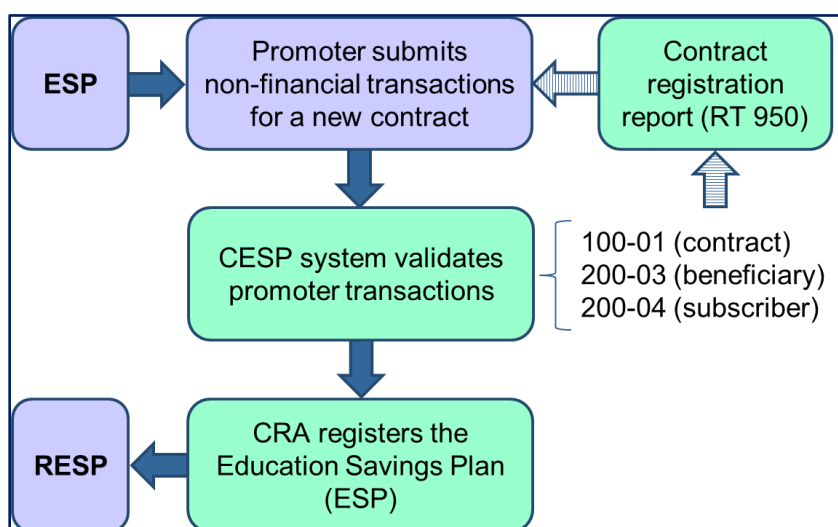 ESP
Promoter submits
non-financial transactions
for a new contract
Contract
registration
report (RT 950)
CESP system validates
promoter transactions
100-01 (contract)
200-03 (beneficiary)
200-04 (subscriber)
RESP
CRA registers the
Education Savings Plan
(ESP)